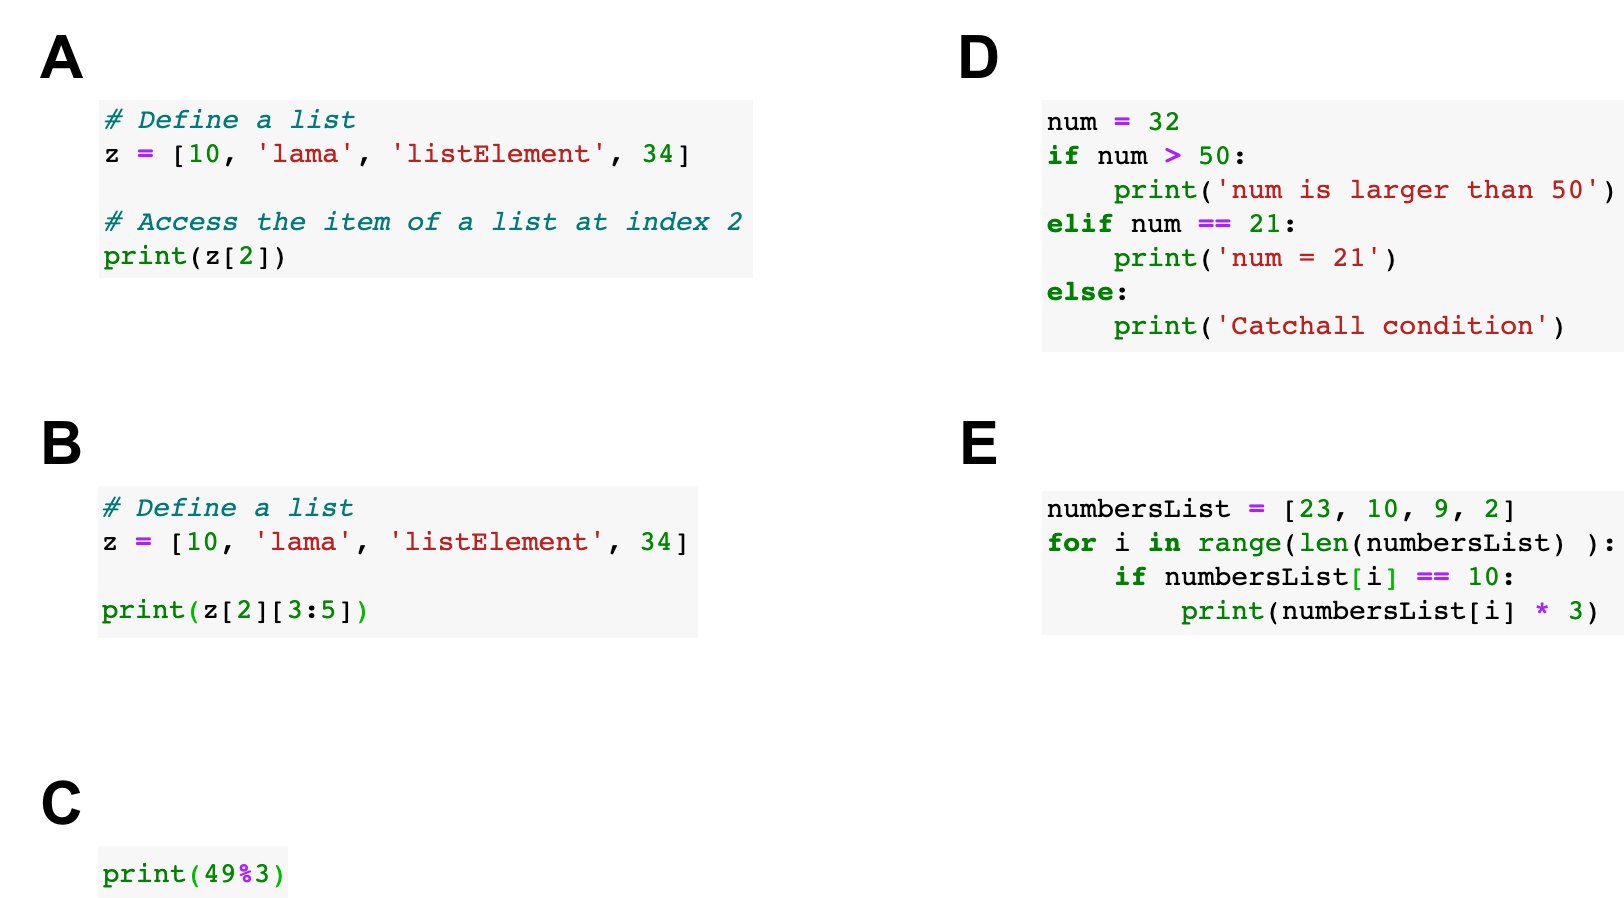 A
# Define a list
z = [10, 'lama', 'listElement', 34]
# Access the item of a list at index 2
print(z[2])
B
# Define a list
z = [10, 'lama', 'listElement', 34]
print(z[2][3:5])
C
print(49%3)
D
num = 32
if num > 50:
    print('num is larger than 50')
elif num == 21:
    print('num = 21')
else:
    print('Catchall condition')
E
numbersList = [23, 10, 9, 2]
for i in range(len(numbersList) ):
    if numbersList[i] == 10:
        print(numbersList[i] * 3)